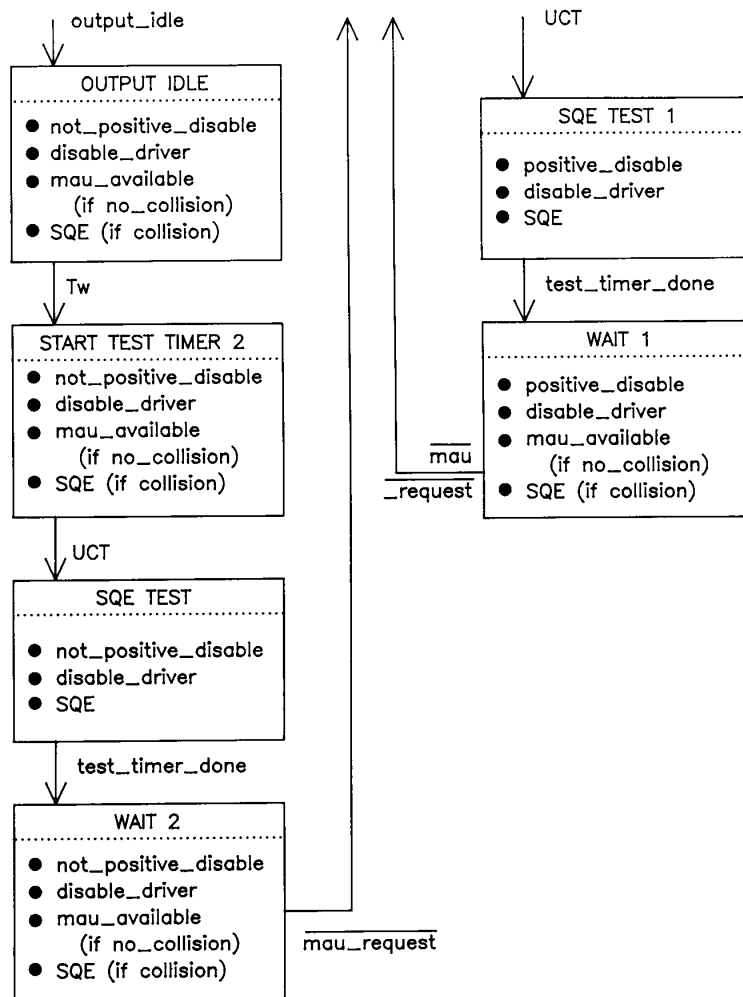 output_idle
OUTPUT IDLE
● not_positive_disable
● disable_driver
● mau_available
(if no_collision)
● SQE (if collision)
Tw
START TEST TIMER 2
● not_positive_disable
● disable_driver
● mau_available
(if no_collision)
● SQE (if collision)
UCT
SQE TEST
● not_positive_disable
● disable_driver
● SQE
test_timer_done
WAIT 2
● not_positive_disable
● disable_driver
● mau_available
(if no_collision)
● SQE (if collision)
mau_request
UCT
SQE TEST 1
● positive_disable
● disable_driver
● SQE
test_timer_done
WAIT 1
● positive_disable
● disable_driver
● mau_available
(if no_collision)
● SQE (if collision)
mau
_request